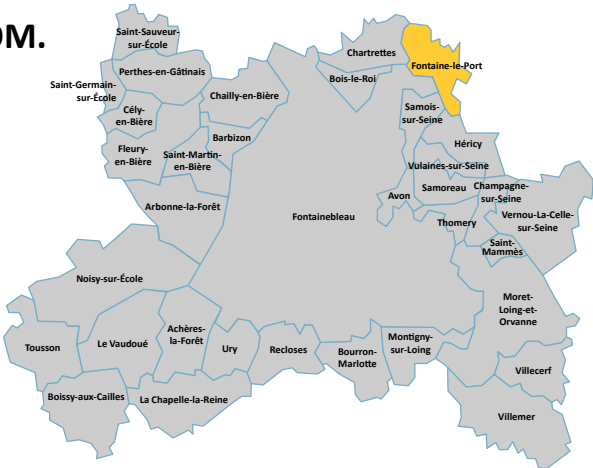 OM.
Saint-Sauveur
sur-École
Chartrettes
Fontaine-le-Port
Perthes-en-Gâtinais
Bois-le-Roi
Saint-Germain
sur-École
Chailly-en-Bière
Cély
en-Bière
Samois
sur-Seine
Barbizon
Héricy
Fleury
en-Bière
Saint-Martin
en-Bière
Vulaines-sur-Seine
Samoreau
Champagne
sur-Seine
Avon
Arbonne-la-Forêt
Fontainebleau
Thomery
Vernou-La-Celle-
sur-Seine
Saint-
Mammès
Noisy-sur-École
Moret-
Loing-et-
Orvanne
Achères
la-Forêt
Montigny
-sur-Loing
Tousson
Le Vaudoué
Ury
Recloses
Bourron-
Marlotte
Villecerf
Boissy-aux-Cailles
La Chapelle-la-Reine
Villemer